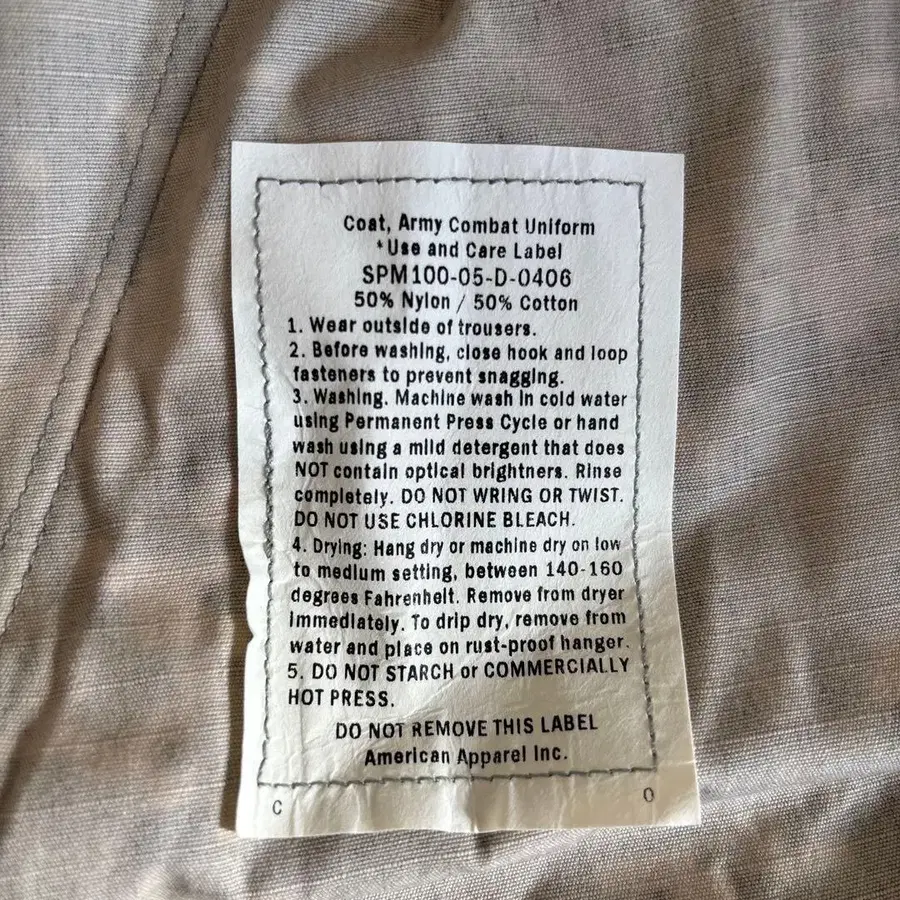 Coat, Army Combat Uniform
*Use and Care Label
SPM100-05-D-0406
50% Nylon / 50% Cotton
1. Wear outside of trousers.
2. Before washing, close hook and loop
fasteners to prevent snagging.
3. Washing. Machine wash in cold water
using Permanent Press Cycle or hand
wash using a mild detergent that does
NOT contain optical brightners. Rinse
completely. DO NOT WRING OR TWIST.
DO NOT USE CHLORINE BLEACH.
4. Drying: Hang dry or machine dry on low
to medium setting, between 140-160
degrees Fahrenheit. Remove from dryer
immediately. To drip dry, remove from
water and place on rust-proof hanger.
5. DO NOT STARCH or COMMERCIALLY
HOT PRESS.
DO NOT REMOVE THIS LABEL
American Apparel Inc.
C O